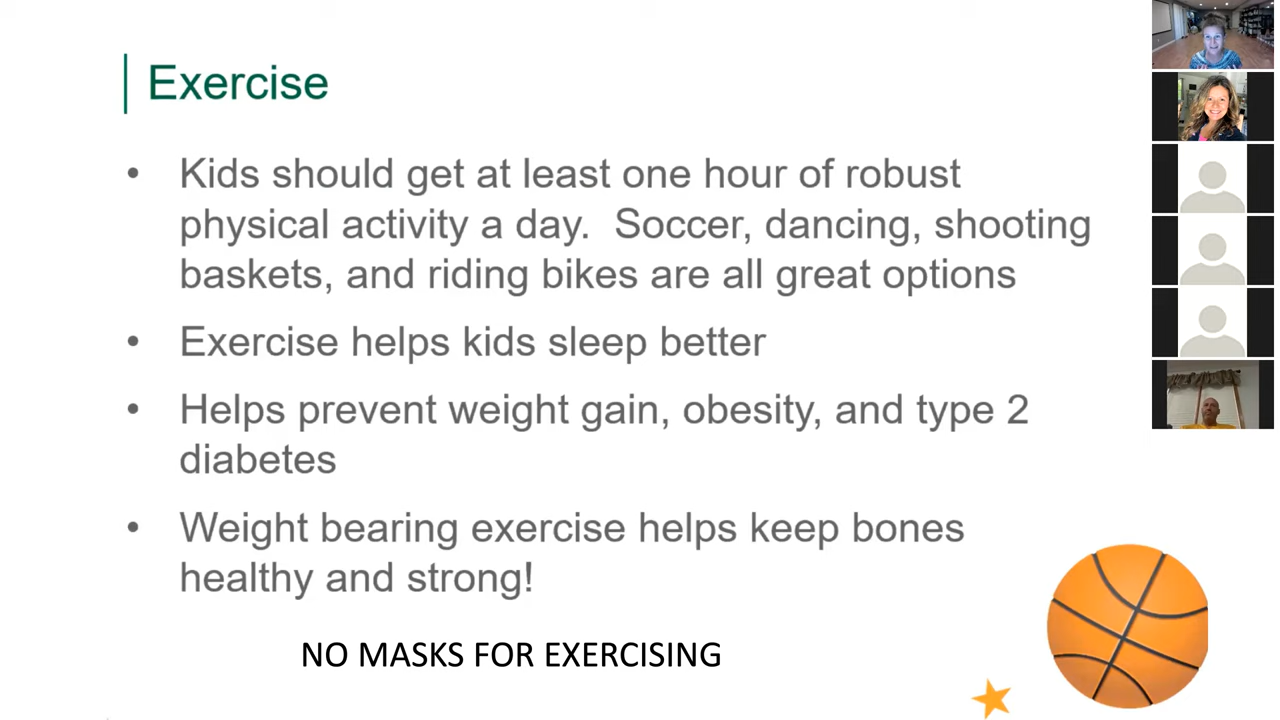 Exercise
• Kids should get at least one hour of robust
physical activity a day.  Soccer, dancing, shooting
baskets, and riding bikes are all great options
• Exercise helps kids sleep better
• Helps prevent weight gain, obesity, and type 2
diabetes
• Weight bearing exercise helps keep bones
healthy and strong!
NO MASKS FOR EXERCISING